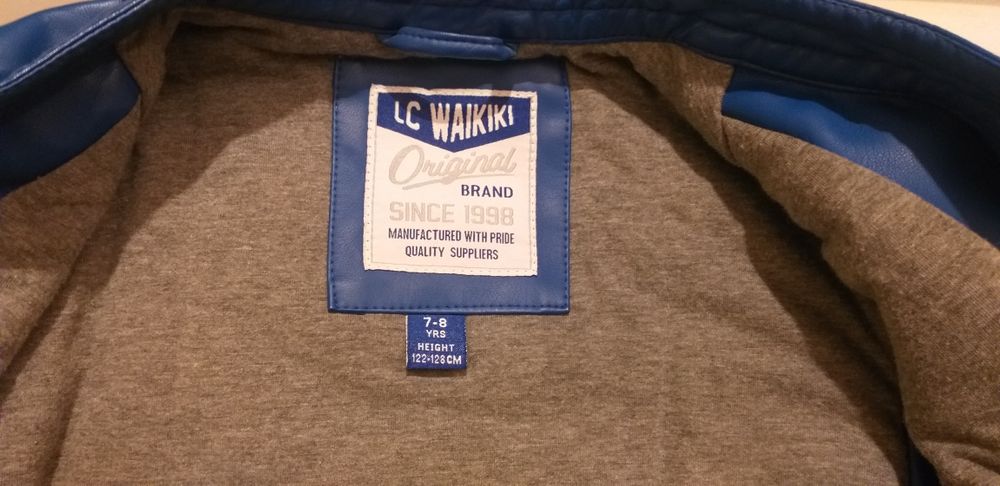 LC WAIKIKI
Original
BRAND
SINCE 1998
MANUFACTURED WITH PRIDE
QUALITY SUPPLIERS
7-8
YRS
HEIGHT
122-128CM